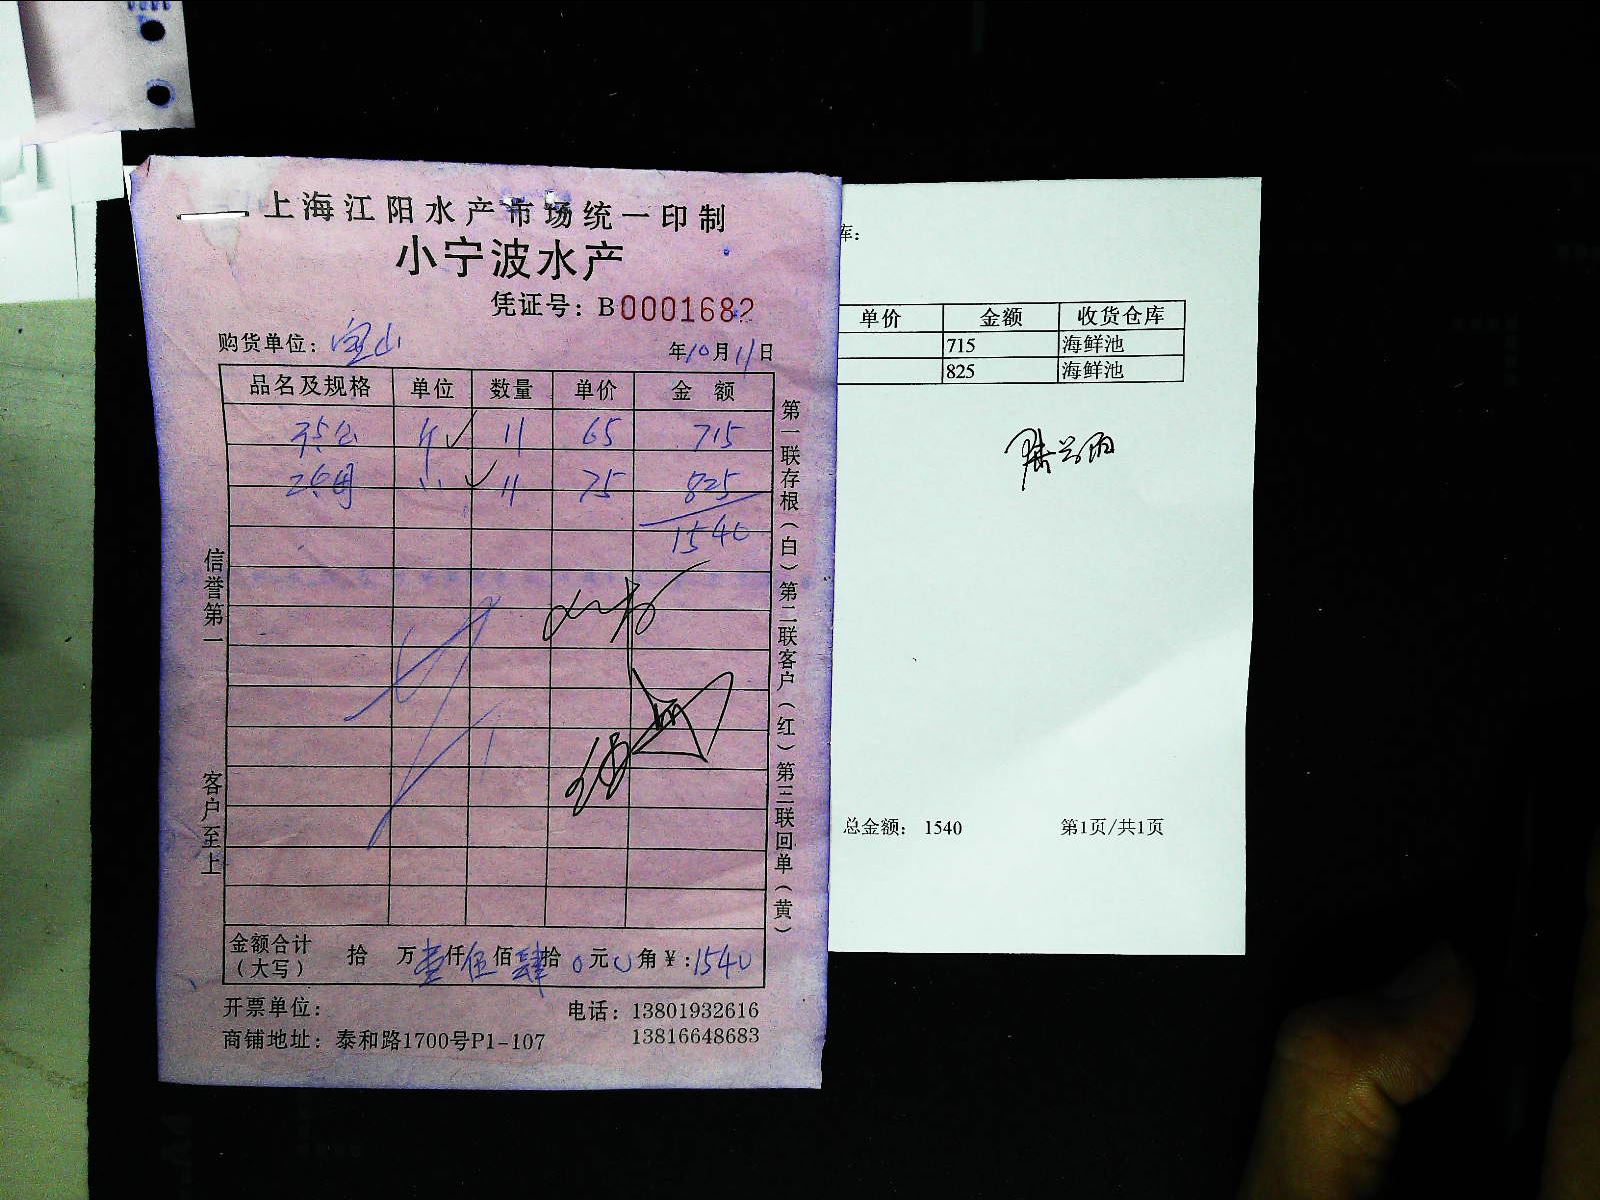 上海江阳水产市场统一印制
小宁波水产
凭证号：B0001682
购货单位：宝山
年10月11日
品名及规格 单位 数量 单价 金额
斤 11 65 715
11 75 825
1540
信誉第一
客户至上
第一联存根（白）第二联客户（红）第三联回单（黄）
金额合计（大写） 拾 万壹仟伍佰肆拾0元0角￥：1540
开票单位：
电话：13801932616
13816648683
商铺地址：泰和路1700号P1-107
库：
单价 金额 收货仓库
715 海鲜池
825 海鲜池
总金额： 1540 第1页/共1页